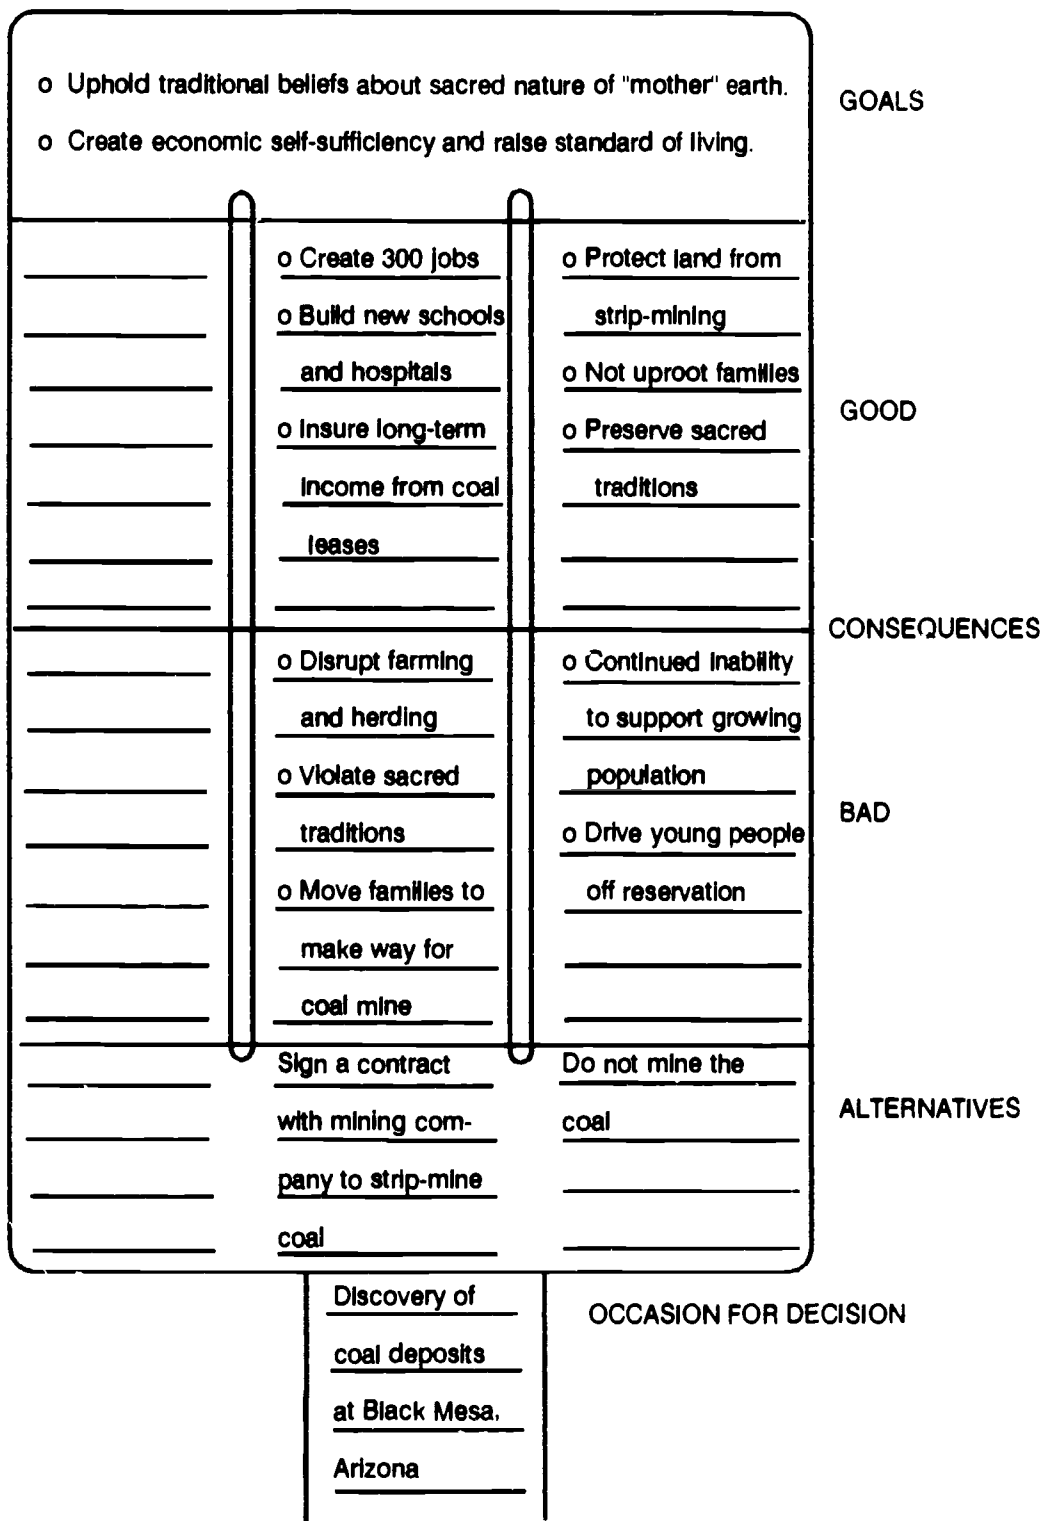 o Uphold traditional beliefs about sacred nature of "mother" earth.
o Create economic self-sufficiency and raise standard of living.
GOALS
o Create 300 jobs
o Build new schools
and hospitals
o Insure long-term
income from coal
leases
o Protect land from
strip-mining
o Not uproot families
o Preserve sacred
traditions
GOOD
CONSEQUENCES
o Disrupt farming
and herding
o Violate sacred
traditions
o Move families to
make way for
coal mine
o Continued inability
to support growing
population
o Drive young people
off reservation
BAD
Sign a contract
with mining com-
pany to strip-mine
coal
Do not mine the
coal
ALTERNATIVES
Discovery of
coal deposits
at Black Mesa,
Arizona
OCCASION FOR DECISION